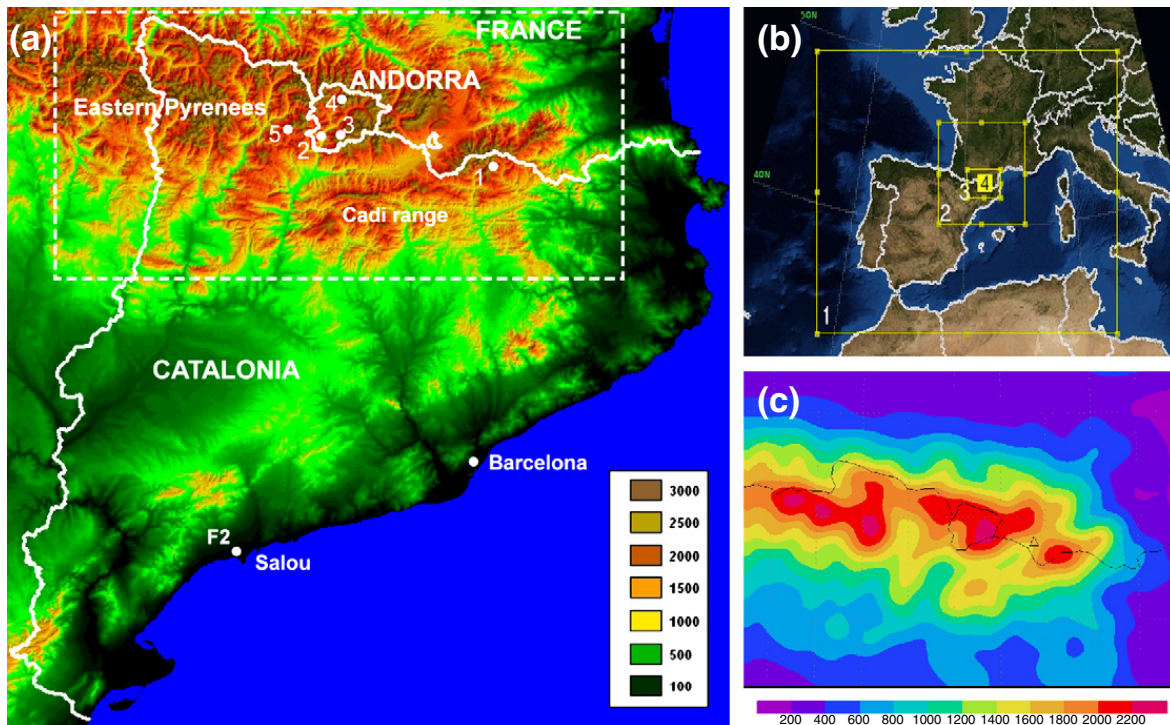 (a)
FRANCE
ANDORRA
Eastern Pyrenees
4
5
3
2
1
Cadi range
CATALONIA
Barcelona
F2
Salou
3000
2500
2000
1500
1000
500
100
(b)
50N
40N
3
4
2
1
(c)
200 400 600 800 1000 1200 1400 1600 1800 2000 2200